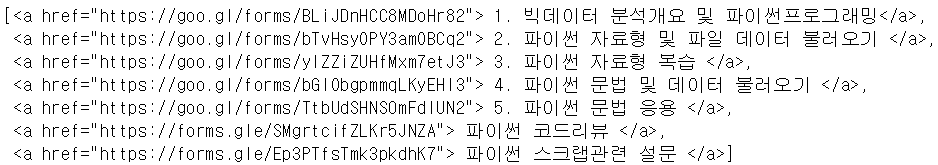 [<a href="https://goo.gl/forms/BLiJDnHCC8MDoHr82"> 1. 빅데이터 분석개요 및 파이썬프로그래밍</a>,
<a href="https://goo.gl/forms/bTvHsyOPY3amOBCq2"> 2. 파이썬 자료형 및 파일 데이터 불러오기 </a>,
<a href="https://goo.gl/forms/ylZZiZUHfMxm7etJ3"> 3. 파이썬 자료형 복습 </a>,
<a href="https://goo.gl/forms/bGlObgpmmqLKyEHl3"> 4. 파이썬 문법 및 데이터 불러오기 </a>,
<a href="https://goo.gl/forms/TtbUdSHNSOmFdlUN2"> 5. 파이썬 문법 응용 </a>,
<a href="https://forms.gle/SMgrtcifZLKr5JNZA"> 파이썬 코드리뷰 </a>,
<a href="https://forms.gle/Ep3PTfsTmk3pkdhK7"> 파이썬 스크랩관련 설문 </a>]